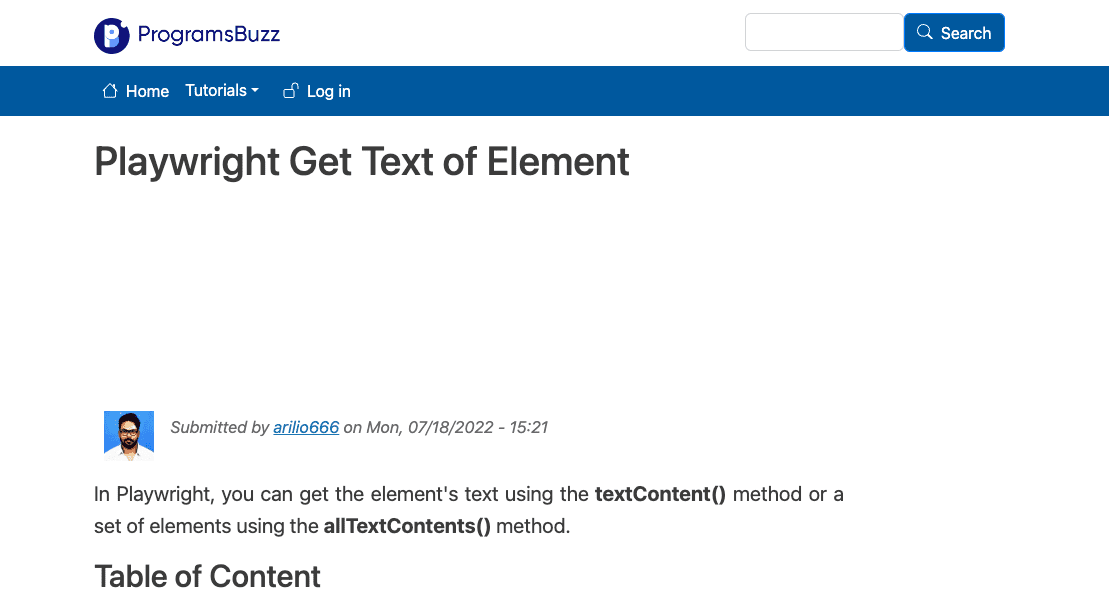 ProgramsBuzz
Search
Home Tutorials Log in
Playwright Get Text of Element
Submitted by arilio666 on Mon, 07/18/2022 - 15:21
In Playwright, you can get the element's text using the textContent() method or a
set of elements using the allTextContents() method.
Table of Content